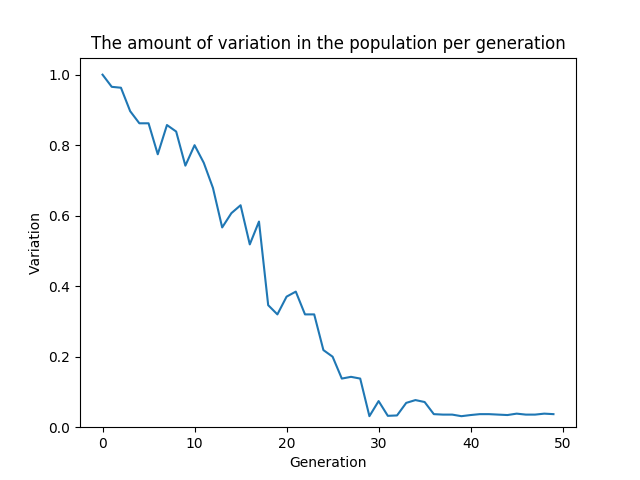 The amount of variation in the population per generation
1.0
0.8
0.6
0.4
0.2
0.0
Variation
0 10 20 30 40 50
Generation